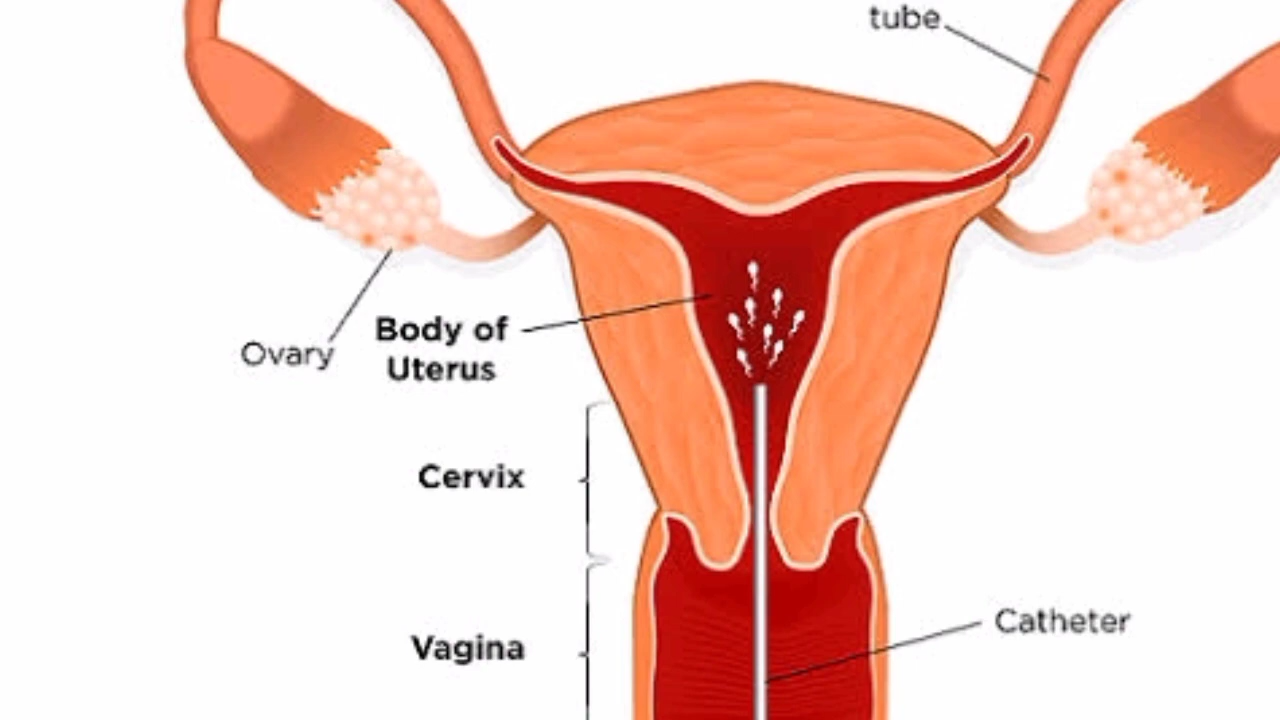 tube
Ovary
Body of
Uterus
Cervix
Vagina
Catheter